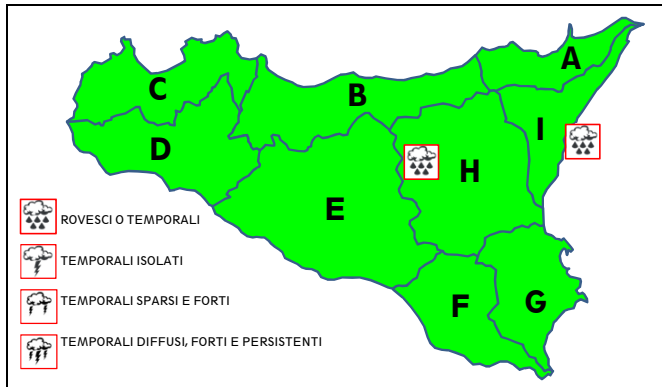 A
C
B
I
D
H
E
ROVESCI O TEMPORALI
TEMPORALI ISOLATI
F
G
TEMPORALI SPARSI E FORTI
TEMPORALI DIFFUSI, FORTI E PERSISTENTI